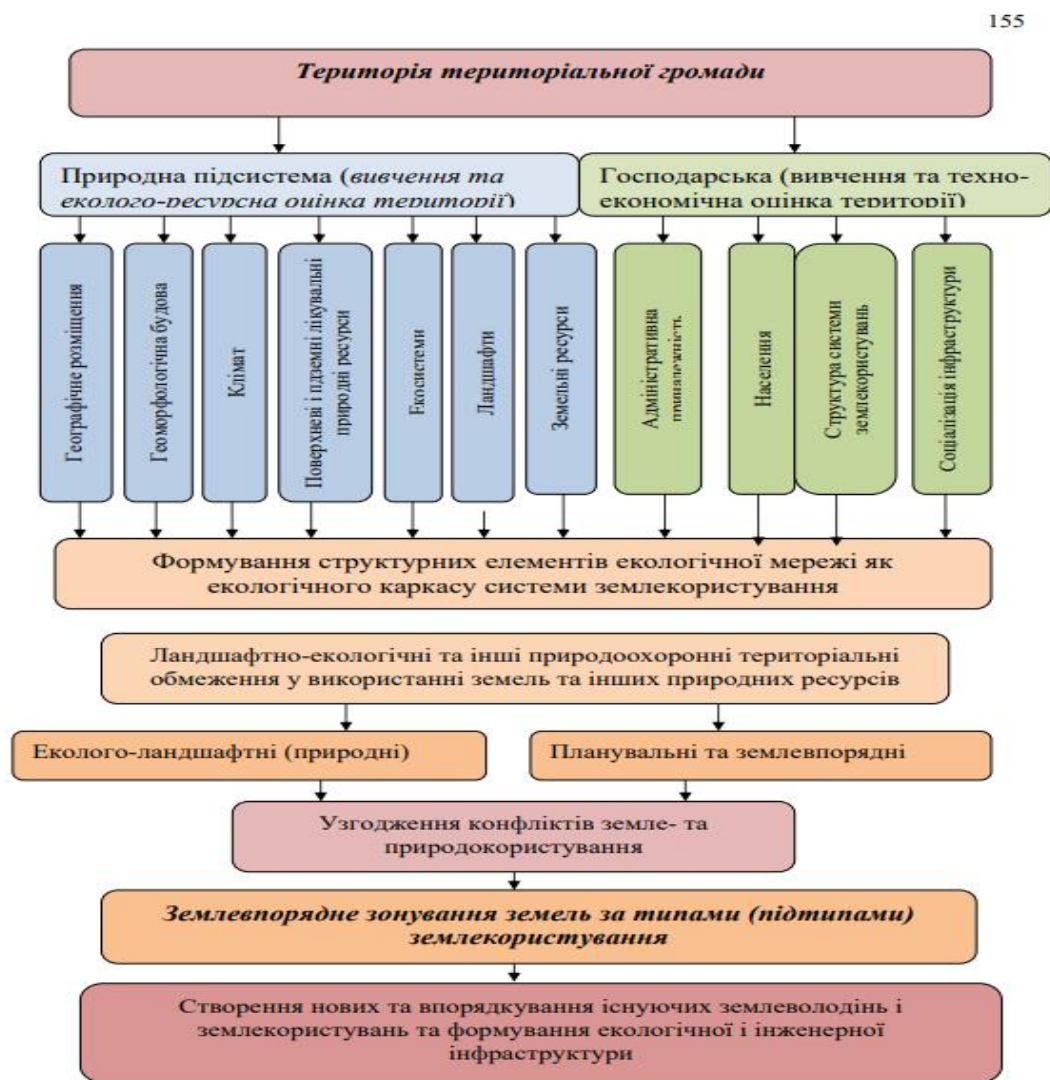 155
Територія територіальної громади
Природна підсистема (вивчення та
еколого-ресурсна оцінка території)
Господарська (вивчення та техно-
економічна оцінка території)
Географічне розміщення
Геоморфологічна будова
Клімат
Поверхневі і підземні лікувальні
природні ресурси
Екосистеми
Ландшафти
Земельні ресурси
Адміністративна
приналежність
Населення
Структура системи
землекористувань
Соціалізація інфраструктури
Формування структурних елементів екологічної мережі як
екологічного каркасу системи землекористування
Ландшафтно-екологічні та інші природоохоронні територіальні
обмеження у використанні земель та інших природних ресурсів
Еколого-ландшафтні (природні)
Планувальні та землевпорядні
Узгодження конфліктів земле- та
природокористування
Землевпорядне зонування земель за типами (підтипами)
землекористування
Створення нових та впорядкування існуючих землеволодінь і
землекористувань та формування екологічної і інженерної
інфраструктури